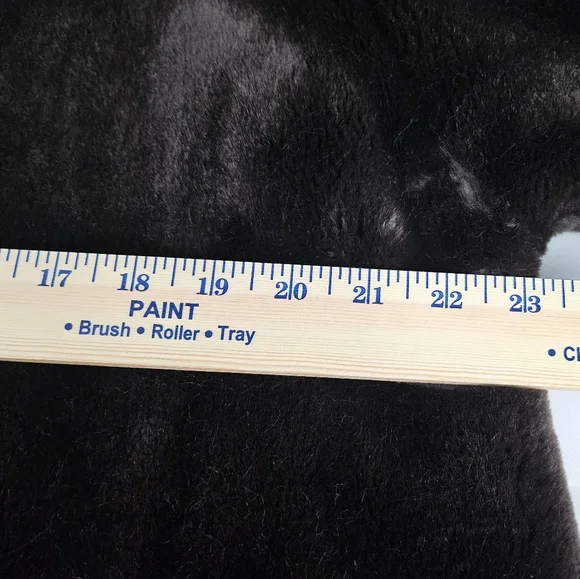 17 18 19 20 21 22 23
PAINT
• Brush • Roller • Tray